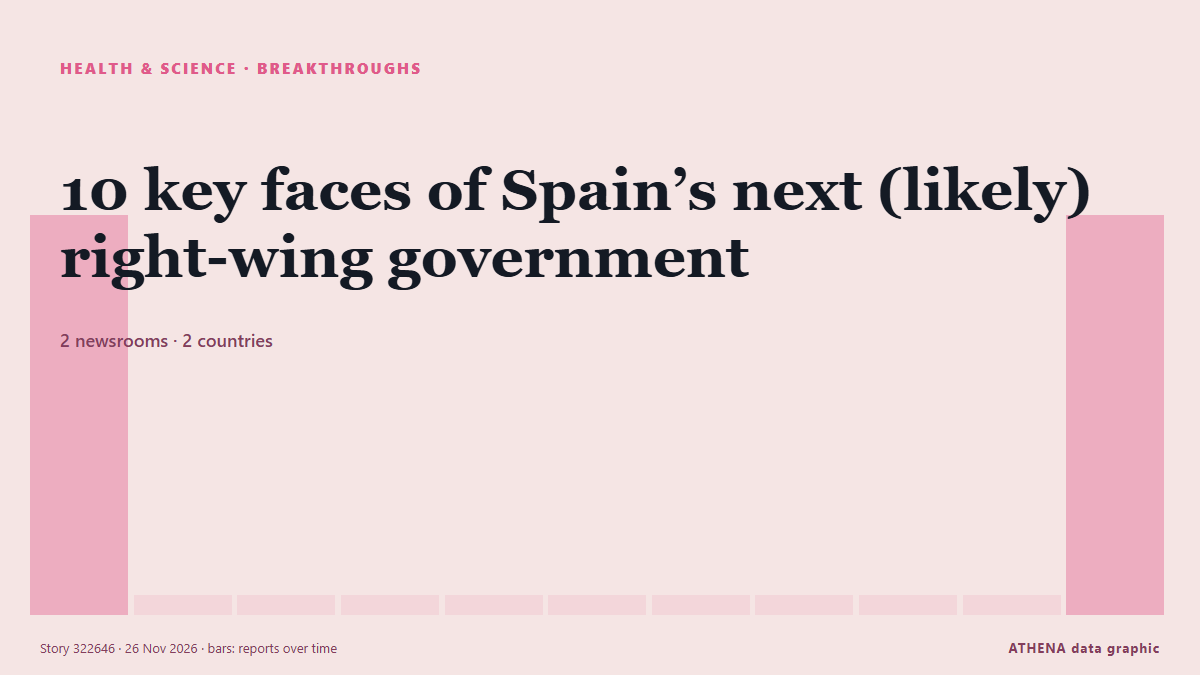 HEALTH & SCIENCE · BREAKTHROUGHS
10 key faces of Spain’s next (likely)
right-wing government
2 newsrooms · 2 countries
Story 322646 · 26 Nov 2026 · bars: reports over time
ATHENA data graphic